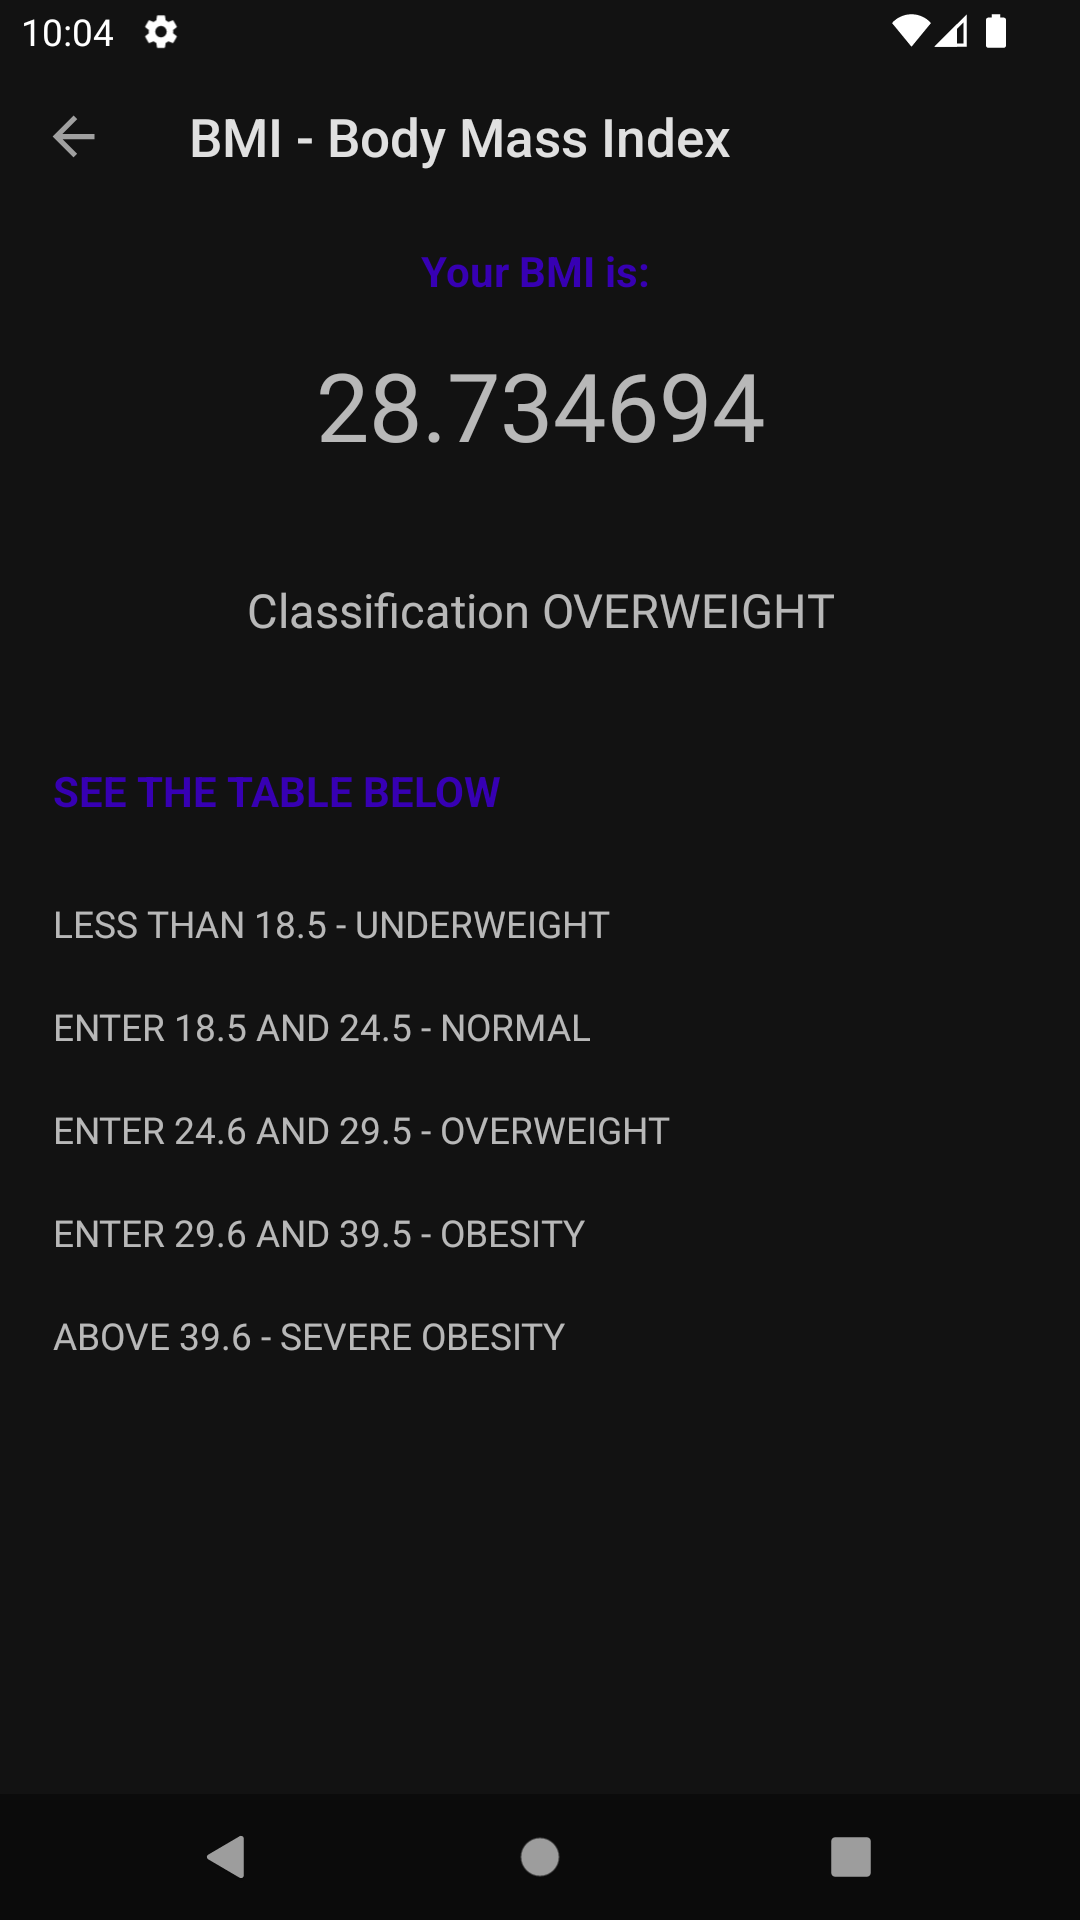 10:04
BMI - Body Mass Index
Your BMI is:
28.734694
Classification OVERWEIGHT
SEE THE TABLE BELOW
LESS THAN 18.5 - UNDERWEIGHT
ENTER 18.5 AND 24.5 - NORMAL
ENTER 24.6 AND 29.5 - OVERWEIGHT
ENTER 29.6 AND 39.5 - OBESITY
ABOVE 39.6 - SEVERE OBESITY